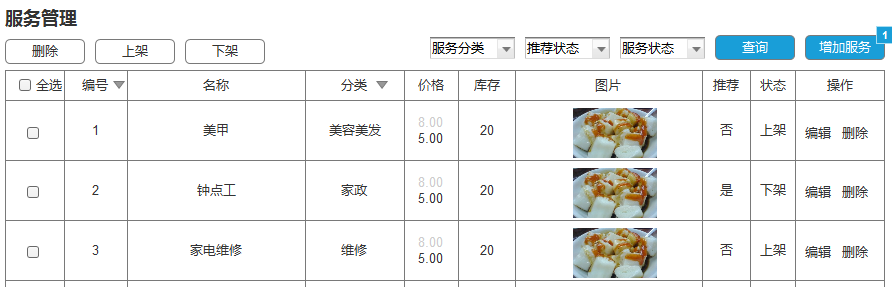 服务管理
删除 上架 下架 服务分类 推荐状态 服务状态 查询 增加服务 1
全选 编号 名称 分类 价格 库存 图片 推荐 状态 操作
1 美甲 美容美发 8.00 5.00 20 否 上架 编辑 删除
2 钟点工 家政 8.00 5.00 20 是 下架 编辑 删除
3 家电维修 维修 8.00 5.00 20 否 上架 编辑 删除